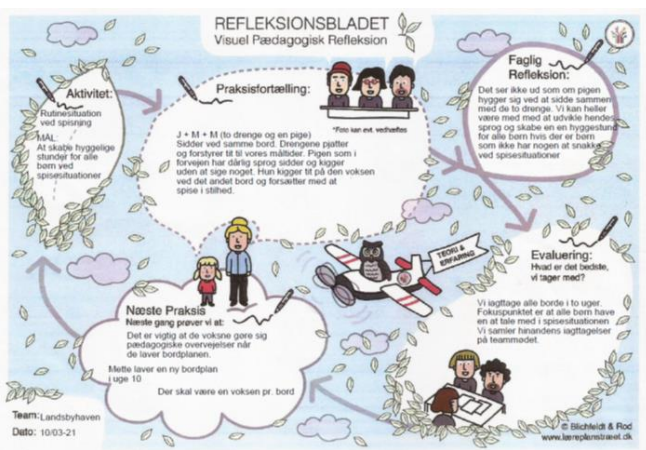 REFLEKSIONSBLADET
Visuel Pædagogisk Refleksion
Aktivitet:
Rutinesituation
ved spisning
MÅL:
At skabe hyggelige
stunder for alle
børn ved
spisesituationer
Praksisfortælling:
*Foto kan evt. vedhæftes
J + M + M (to drenge og en pige)
Sidder ved samme bord. Drengene pjatter
og forstyrrer tit til vores måltider. Pigen som i
forvejen har dårlig sprog sidder og kigger
uden at sige noget. Hun kigger tit på den voksen
ved det andet bord og forsætter med at
spise i stilhed.
Faglig
Refleksion:
Det ser ikke ud som om pigen
hygger sig ved at sidde sammen
med de to drenge. Vi kan heller
være med med at udvikle hendes
sprog og skabe en en hyggestund
for alle børn hvis der er børn
som ikke har nogen at snakke
ved spisesituationer
TEORI &
ERFARING
Evaluering:
Hvad er det bedste,
vi tager med?
Vi iagttage alle borde i to uger.
Fokuspunktet er at alle børn have
en at tale med i spisesituationen
Vi samler hinandens iagttagelser
på teammødet.
Næste Praksis
Næste gang prøver vi at:
Det er vigtig at de voksne gøre sig
pædagogiske overvejelser når
de laver bordplanen.
Mette laver en ny bordplan
i uge 10
Der skal være en voksen pr. bord
Team: Landsbyhaven
Dato: 10/03-21
© Blichfeldt & Rod
www.læreplanstræet.dk